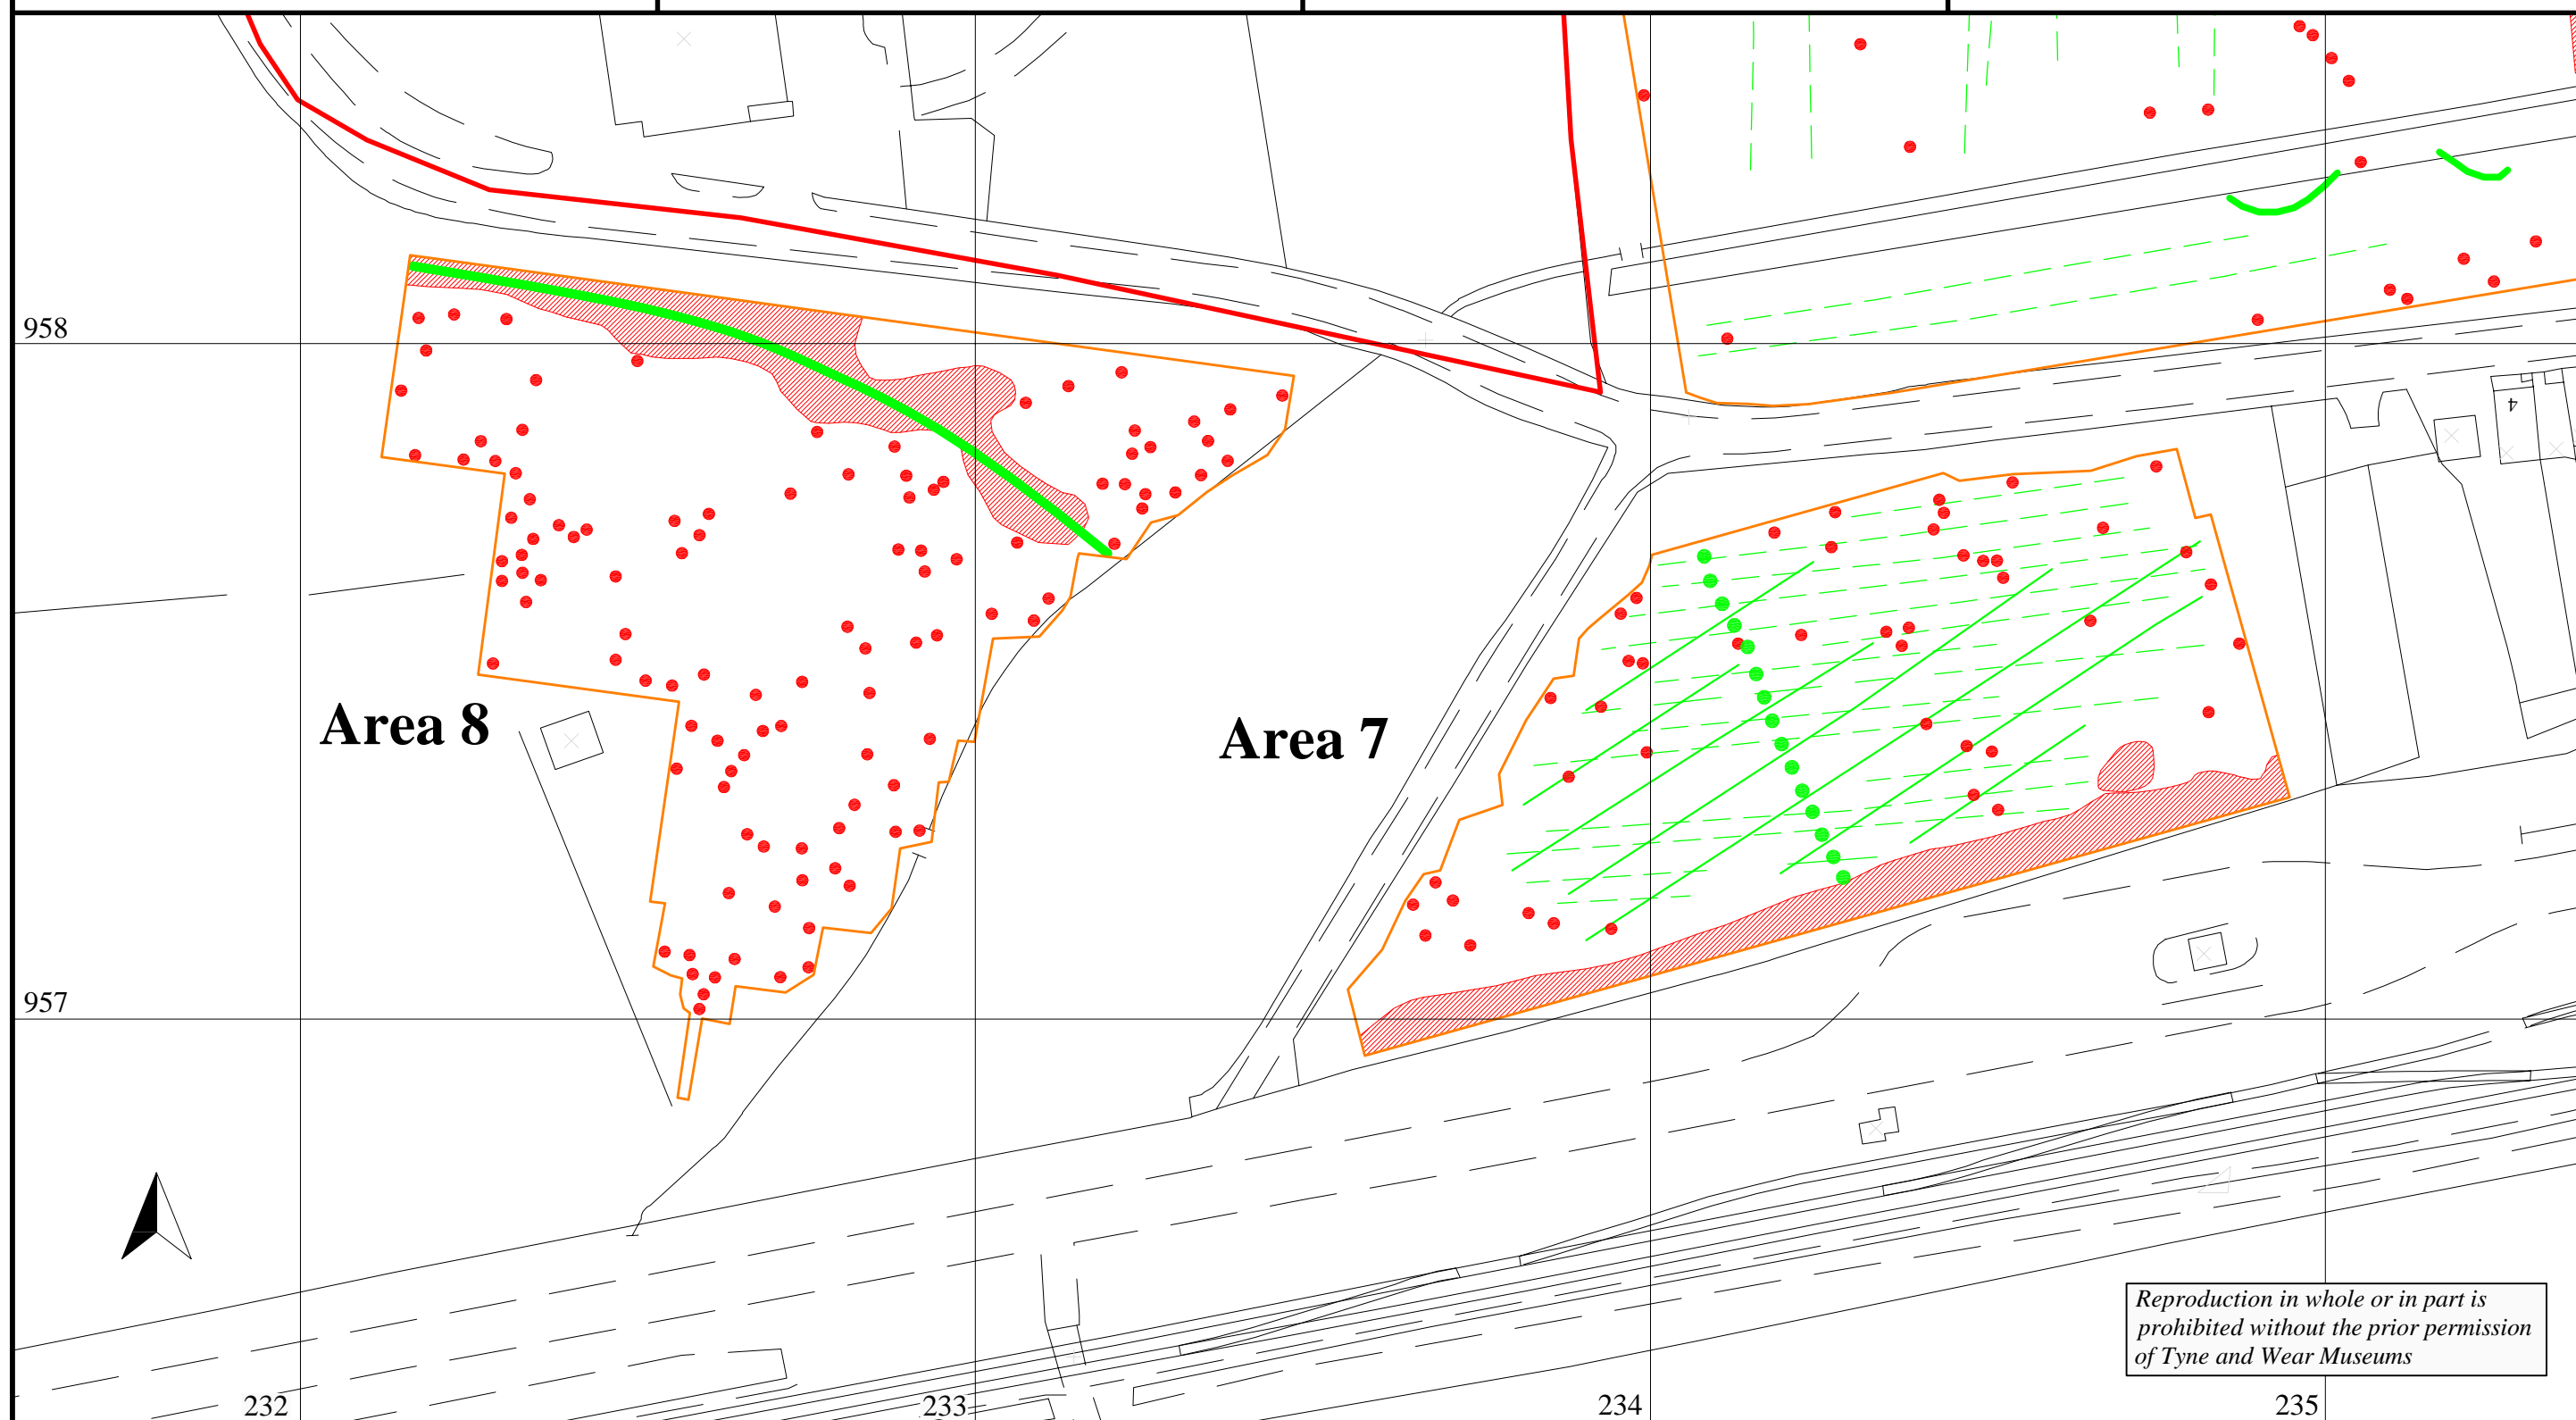 958
4
Area 8
Area 7
957
Reproduction in whole or in part is
prohibited without the prior permission
of Tyne and Wear Museums
232
233
234
235